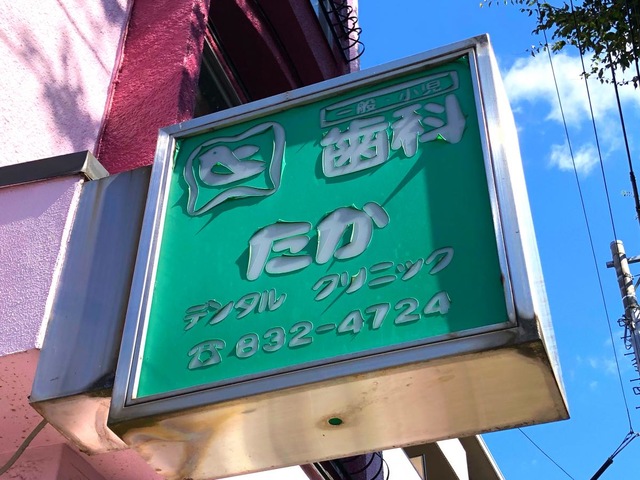 一般・小児
歯科
たか
デンタル クリニック
☎832-4724